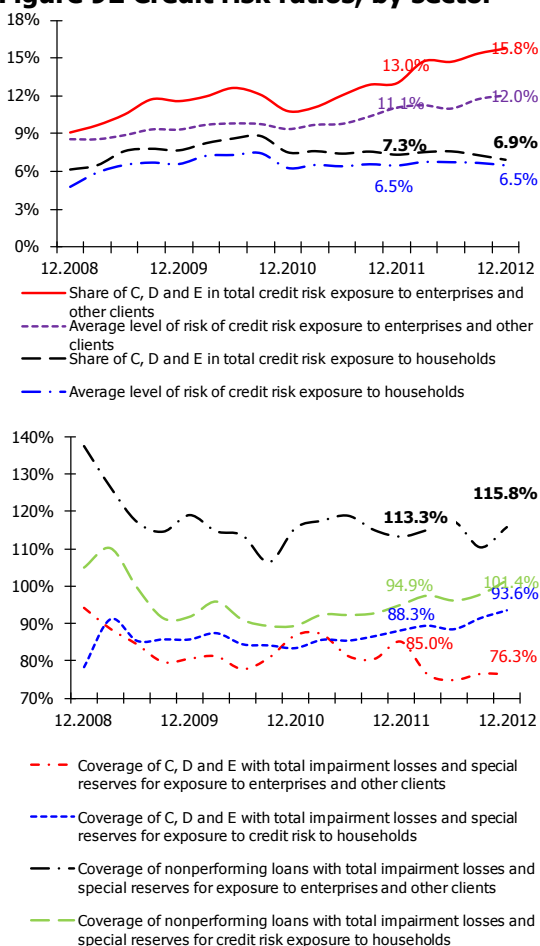 Figure 92 Credit risk ratios, by sector
18%
15%
12%
9%
6%
3%
0%
15.8%
13.0%
11.1%
12.0%
7.3%
6.9%
6.5%
6.5%
12.2008 12.2009 12.2010 12.2011 12.2012
Share of C, D and E in total credit risk exposure to enterprises and
other clients
Average level of risk of credit risk exposure to enterprises and other
clients
Share of C, D and E in total credit risk exposure to households
Average level of risk of credit risk exposure to households
140%
130%
120%
110%
100%
90%
80%
70%
115.8%
113.3%
94.9%
101.4%
88.3%
93.6%
85.0%
76.3%
12.2008 12.2009 12.2010 12.2011 12.2012
Coverage of C, D and E with total impairment losses and special
reserves for exposure to enterprises and other clients
Coverage of C, D and E with total impairment losses and special
reserves for exposure to credit risk to households
Coverage of nonperforming loans with total impairment losses and
special reserves for exposure to enterprises and other clients
Coverage of nonperforming loans with total impairment losses and
special reserves for credit risk exposure to households